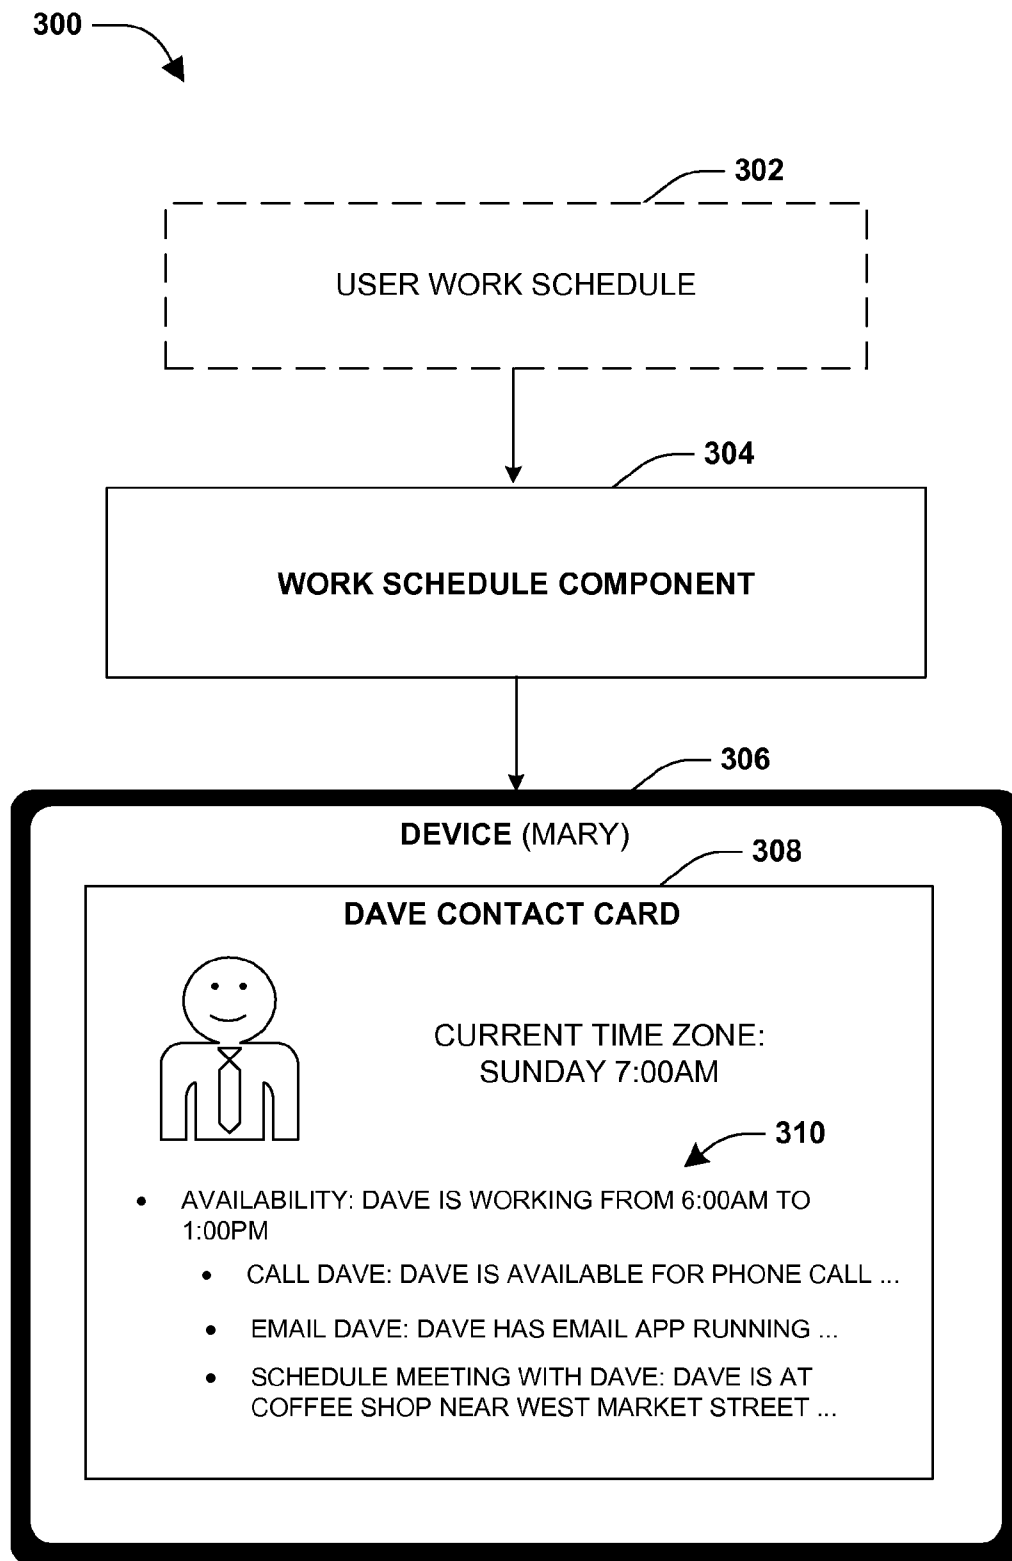 300
302
USER WORK SCHEDULE
304
WORK SCHEDULE COMPONENT
306
DEVICE (MARY)
308
DAVE CONTACT CARD
CURRENT TIME ZONE:
SUNDAY 7:00AM
310
• AVAILABILITY: DAVE IS WORKING FROM 6:00AM TO
1:00PM
• CALL DAVE: DAVE IS AVAILABLE FOR PHONE CALL ...
• EMAIL DAVE: DAVE HAS EMAIL APP RUNNING ...
• SCHEDULE MEETING WITH DAVE: DAVE IS AT
COFFEE SHOP NEAR WEST MARKET STREET ...